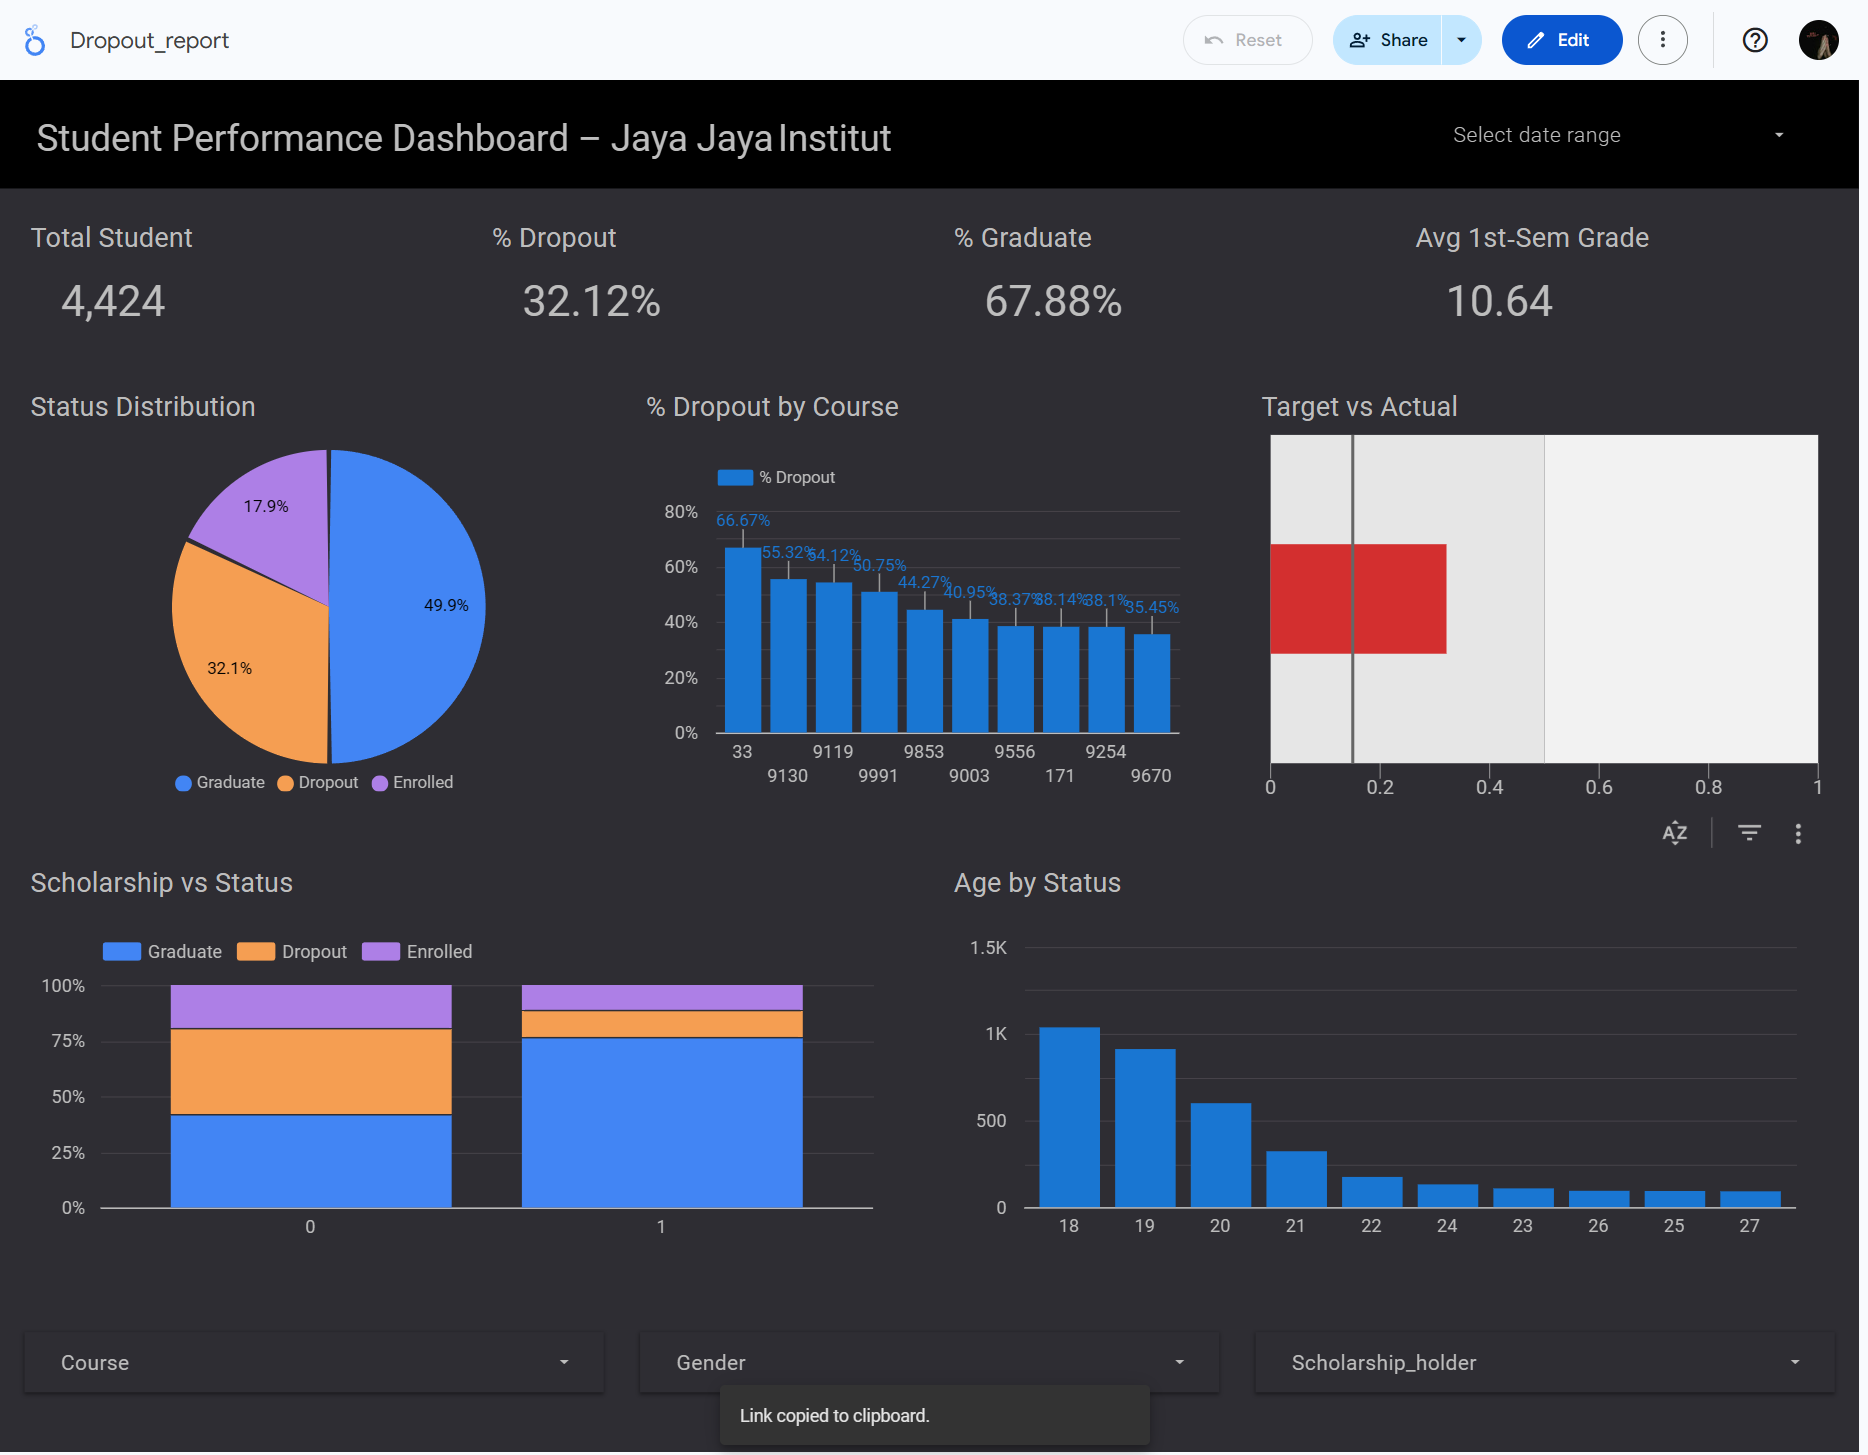 Dropout_report
Reset
Share
Edit
Student Performance Dashboard – Jaya Jaya Institut
Select date range
Total Student
% Dropout
% Graduate
Avg 1st-Sem Grade
4,424
32.12%
67.88%
10.64
Status Distribution
% Dropout by Course
Target vs Actual
17.9%
49.9%
32.1%
Graduate
Dropout
Enrolled
% Dropout
80%
60%
40%
20%
0%
66.67%
55.32%
54.12%
50.75%
44.27%
40.95%
38.37%
38.14%
38.1%
35.45%
33
9119
9853
9556
9254
9130
9991
9003
171
9670
0
0.2
0.4
0.6
0.8
1
AZ
Scholarship vs Status
Age by Status
Graduate
Dropout
Enrolled
100%
75%
50%
25%
0%
0
1
1.5K
1K
500
0
18
19
20
21
22
24
23
26
25
27
Course
Gender
Scholarship_holder
Link copied to clipboard.